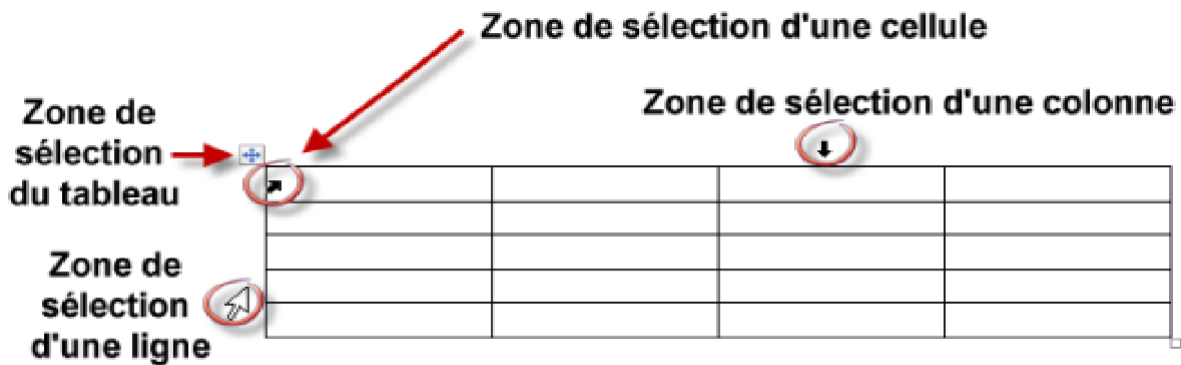 Zone de sélection d'une cellule
Zone de sélection d'une colonne
Zone de
sélection
du tableau
Zone de
sélection
d'une ligne